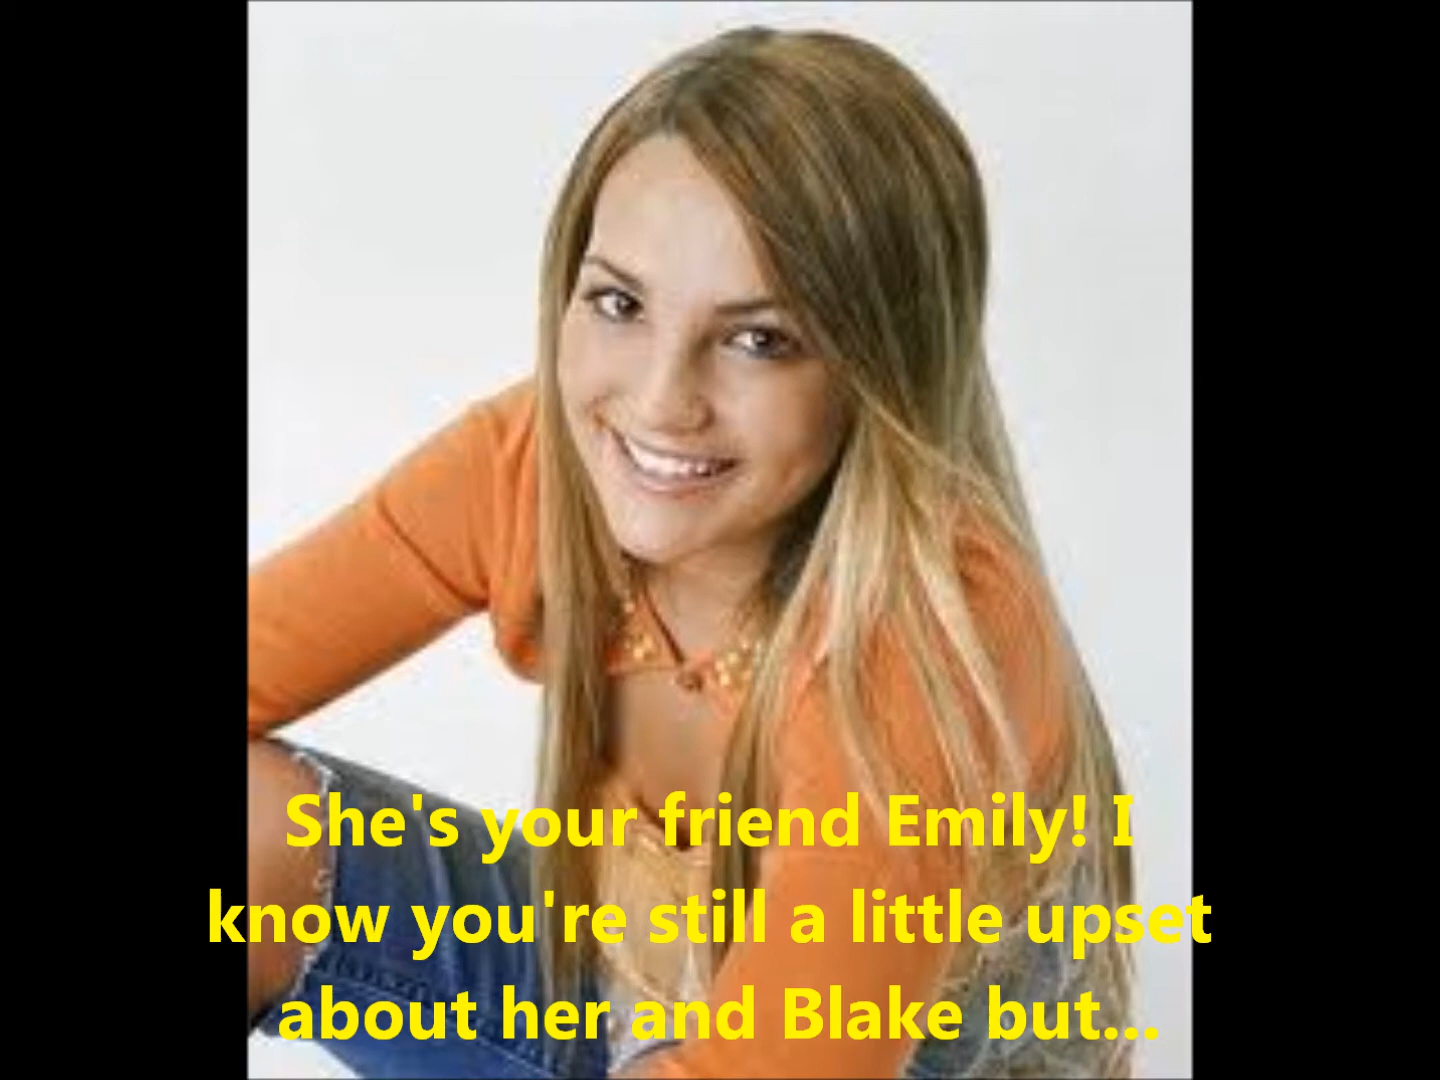 She's your friend Emily! I
know you're still a little upset
about her and Blake but...